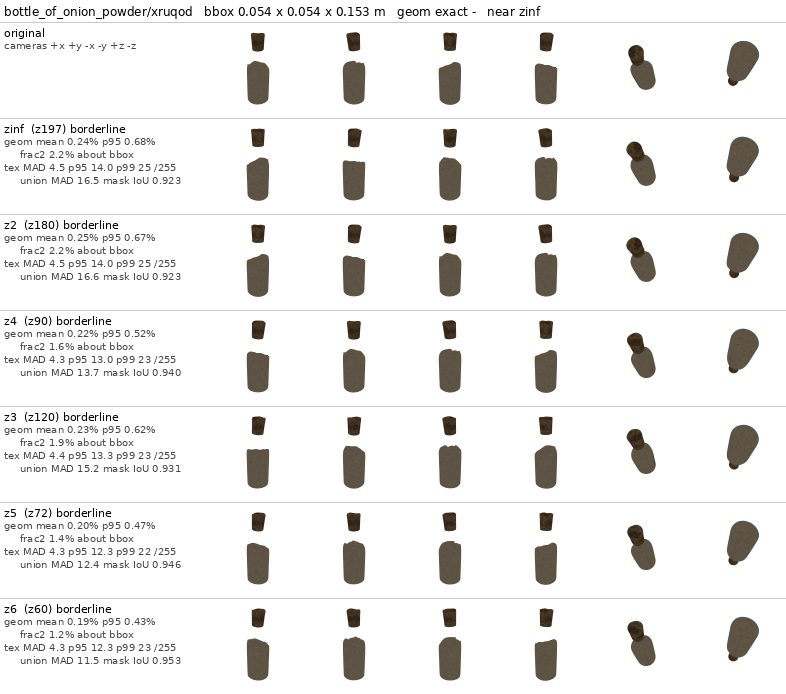 bottle_of_onion_powder/xruqod bbox 0.054 x 0.054 x 0.153 m geom exact - near zinf
original
cameras +x +y -x -y +z -z
zinf (z197) borderline
geom mean 0.24% p95 0.68%
frac2 2.2% about bbox
tex MAD 4.5 p95 14.0 p99 25 /255
union MAD 16.5 mask IoU 0.923
z2 (z180) borderline
geom mean 0.25% p95 0.67%
frac2 2.2% about bbox
tex MAD 4.5 p95 14.0 p99 25 /255
union MAD 16.6 mask IoU 0.923
z4 (z90) borderline
geom mean 0.22% p95 0.52%
frac2 1.6% about bbox
tex MAD 4.3 p95 13.0 p99 23 /255
union MAD 13.7 mask IoU 0.940
z3 (z120) borderline
geom mean 0.23% p95 0.62%
frac2 1.9% about bbox
tex MAD 4.4 p95 13.3 p99 23 /255
union MAD 15.2 mask IoU 0.931
z5 (z72) borderline
geom mean 0.20% p95 0.47%
frac2 1.4% about bbox
tex MAD 4.3 p95 12.3 p99 22 /255
union MAD 12.4 mask IoU 0.946
z6 (z60) borderline
geom mean 0.19% p95 0.43%
frac2 1.2% about bbox
tex MAD 4.3 p95 12.3 p99 23 /255
union MAD 11.5 mask IoU 0.953